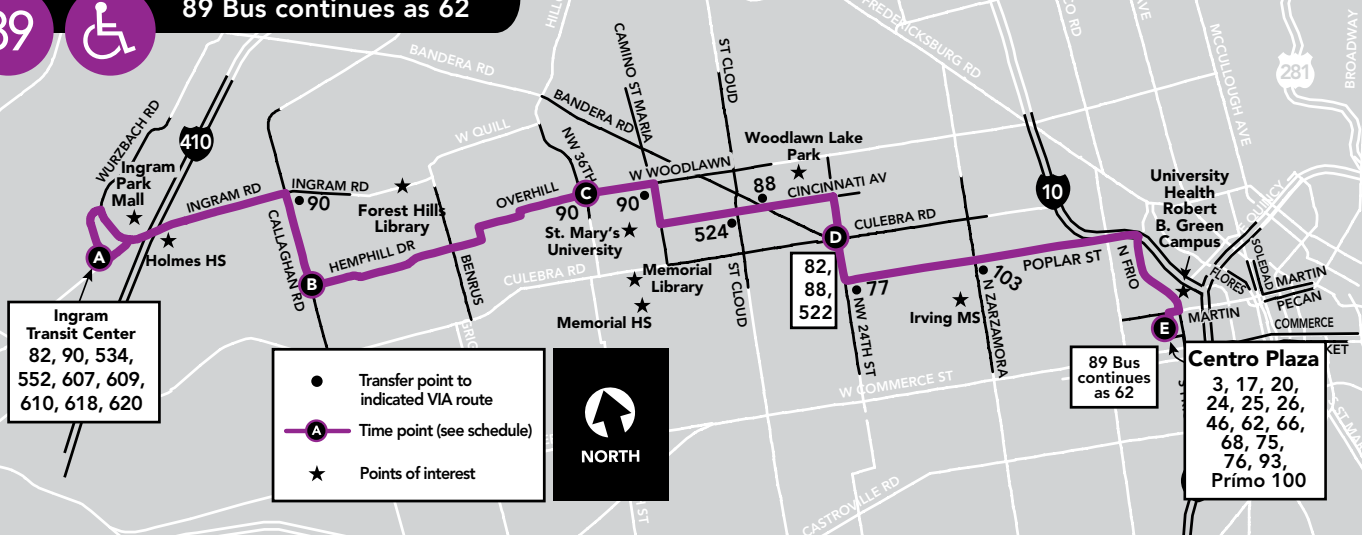 89
89 Bus continues as 62
BANDERA RD
FREDERICKSBURG RD
MCCULLOUGH AVE
BROADWAY
281
WURZBACH RD
410
Ingram
Park
Mall
INGRAM RD
INGRAM RD
90
CALLAGHAN RD
Holmes HS
Forest Hills
Library
W QUILL
HEMPHILL DR
BENRUS
OVERHILL
NW 36TH
BANDERA RD
CAMINO ST MARIA
ST CLOUD
W WOODLAWN
Woodlawn Lake
Park
88
CINCINNATI AV
C
90
90
St. Mary's
University
524
CULEBRA RD
CULEBRA RD
Memorial
Library
Memorial HS
ST CLOUD
D
82,
88,
522
77
NW 24TH ST
Irving MS
103
N ZARZAMORA
POPLAR ST
10
N FRIO
University
Health
Robert
B. Green
Campus
E QUINCY
FLORES
SOLEDAD
MARTIN
PECAN
MARTIN
COMMERCE
W COMMERCE ST
CASTROVILLE RD
A
B
E
Ingram
Transit Center
82, 90, 534,
552, 607, 609,
610, 618, 620
Transfer point to
indicated VIA route
A
Time point (see schedule)
Points of interest
NORTH
89 Bus
continues
as 62
Centro Plaza
3, 17, 20,
24, 25, 26,
46, 62, 66,
68, 75,
76, 93,
Prímo 100